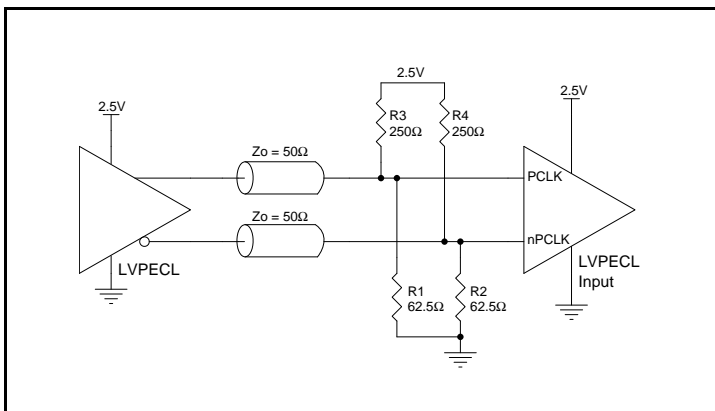 2.5V
2.5V
2.5V
R3
250Ω
R4
250Ω
Zo = 50Ω
PCLK
Zo = 50Ω
nPCLK
LVPECL
LVPECL
Input
R1
62.5Ω
R2
62.5Ω